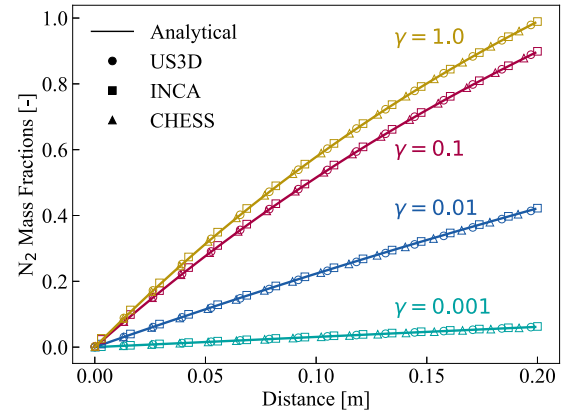 Analytical
US3D
INCA
CHESS
γ = 1.0
γ = 0.1
γ = 0.01
γ = 0.001
N₂ Mass Fractions [-]
1.0
0.8
0.6
0.4
0.2
0.0
0.00 0.05 0.10 0.15 0.20
Distance [m]